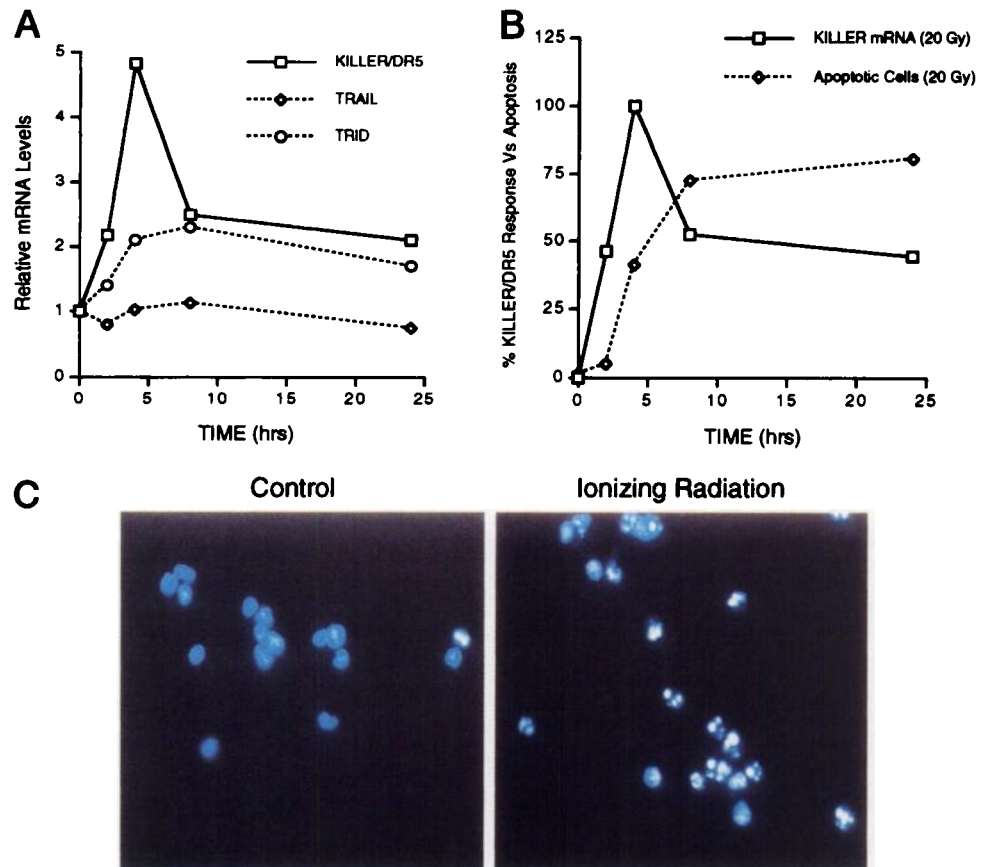 A
Relative mRNA Levels
5
4
3
2
1
0
0 5 10 15 20 25
TIME (hrs)
KILLER/DR5
TRAIL
TRID
B
% KILLER/DR5 Response Vs Apoptosis
125
100
75
50
25
0
0 5 10 15 20 25
TIME (hrs)
KILLER mRNA (20 Gy)
Apoptotic Cells (20 Gy)
C
Control
Ionizing Radiation